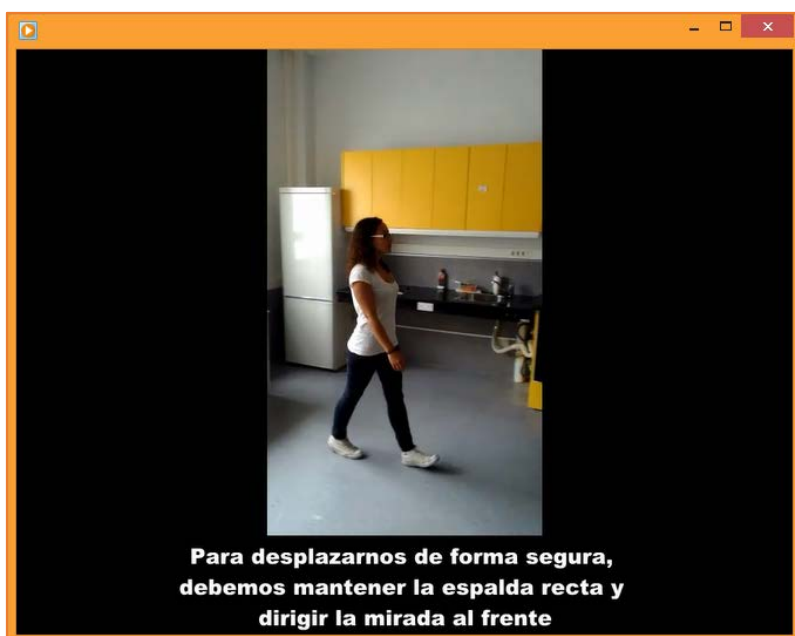 Para desplazarnos de forma segura,
debemos mantener la espalda recta y
dirigir la mirada al frente